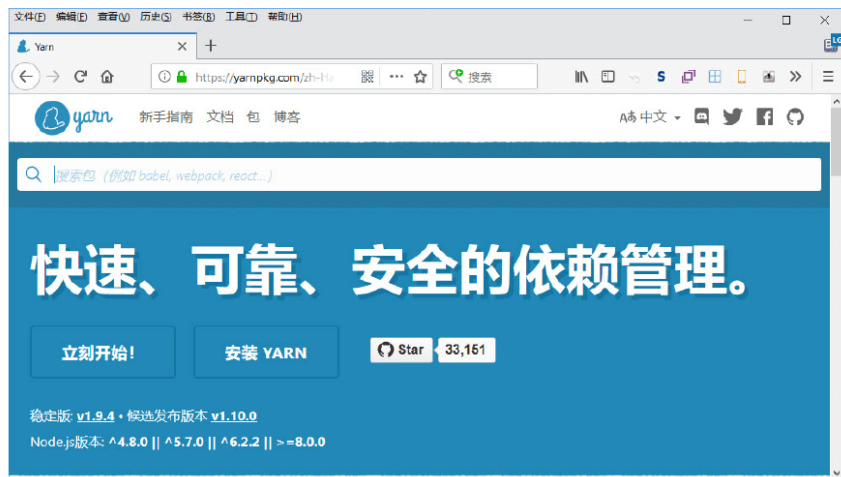 文件(F) 编辑(E) 查看(V) 历史(S) 书签(B) 工具(T) 帮助(H)
Yarn
https://yarnpkg.com/zh-Ha
搜索
yarn 新手指南 文档 包 博客 中文
搜索包（例如 babel, webpack, react...）
快速、可靠、安全的依赖管理。
立刻开始! 安装 YARN Star 33,151
稳定版: v1.9.4 • 候选发布版本 v1.10.0
Node.js版本: ^4.8.0 || ^5.7.0 || ^6.2.2 || >=8.0.0